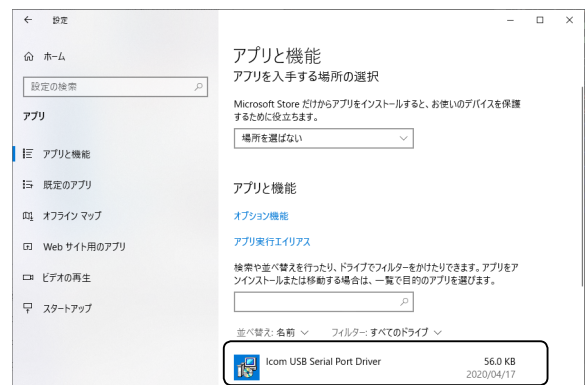 設定
ホーム
設定の検索
アプリ
アプリと機能
既定のアプリ
オフライン マップ
Web サイト用のアプリ
ビデオの再生
スタートアップ
アプリと機能
アプリを入手する場所の選択
Microsoft Store だけからアプリをインストールすると、お使いのデバイスを保護
するために役立ちます。
場所を選ばない
アプリと機能
オプション機能
アプリ実行エイリアス
検索や並べ替えを行ったり、ドライブでフィルターをかけたりできます。アプリをア
ンインストールまたは移動する場合は、一覧で目的のアプリを選びます。
並べ替え: 名前 フィルター: すべてのドライブ
Icom USB Serial Port Driver 56.0 KB
2020/04/17